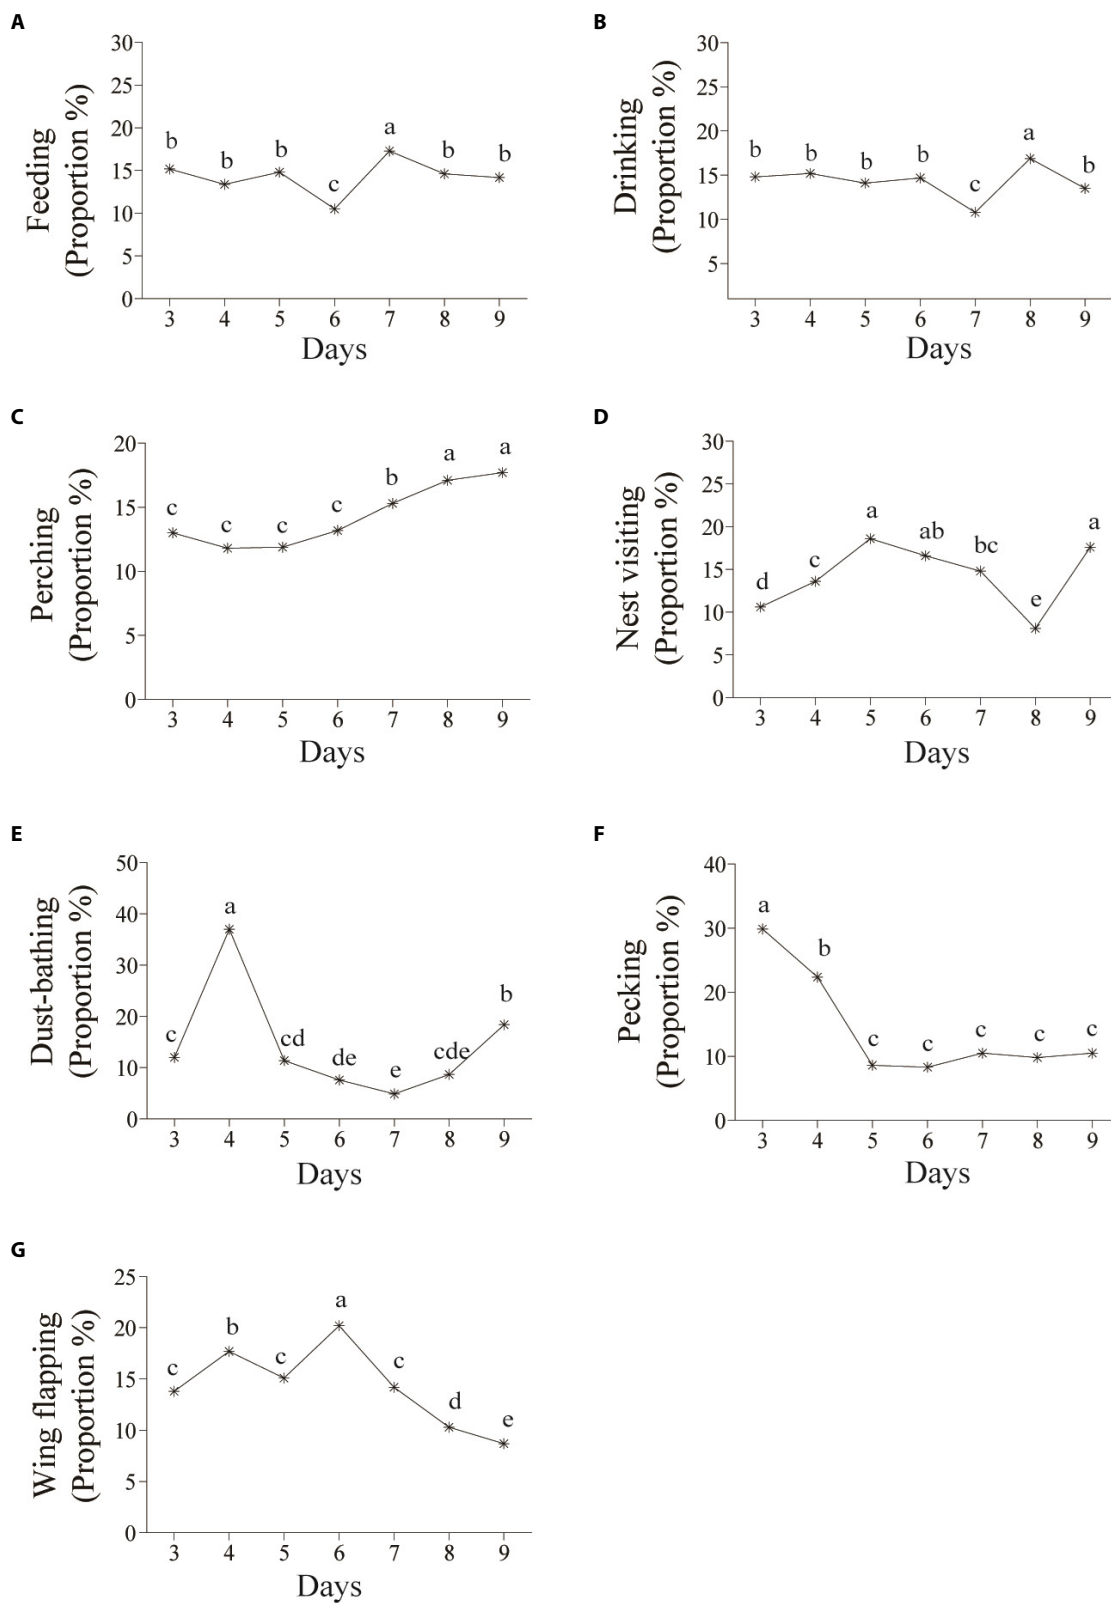 A
Feeding
(Proportion %)
30
25
20
15
10
5
0
b
b
b
c
a
b
b
3 4 5 6 7 8 9
Days
B
Drinking
(Proportion %)
30
25
20
15
10
5
b
b
b
b
c
a
b
3 4 5 6 7 8 9
Days
C
Perching
(Proportion %)
20
15
10
5
0
c
c
c
c
b
a
a
3 4 5 6 7 8 9
Days
D
Nest visiting
(Proportion %)
30
25
20
15
10
5
0
d
c
a
ab
bc
e
a
3 4 5 6 7 8 9
Days
E
Dust-bathing
(Proportion %)
50
40
30
20
10
0
c
a
cd
de
e
cde
b
3 4 5 6 7 8 9
Days
F
Pecking
(Proportion %)
40
30
20
10
0
a
b
c
c
c
c
c
3 4 5 6 7 8 9
Days
G
Wing flapping
(Proportion %)
25
20
15
10
5
0
c
b
c
a
c
d
e
3 4 5 6 7 8 9
Days